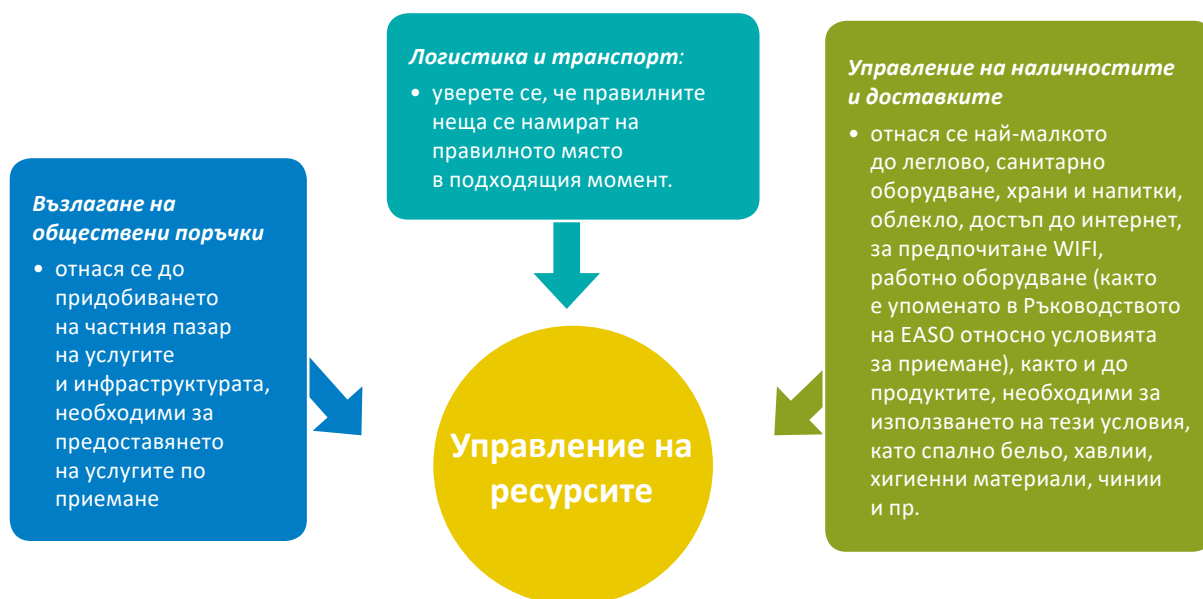 Възлагане на
обществени поръчки
• отнася се до
придобиването
на частния пазар
на услугите
и инфраструктурата,
необходими за
предоставянето
на услугите по
приемане
Логистика и транспорт:
• уверете се, че правилните
неща се намират на
правилното място
в подходящия момент.
Управление на наличностите
и доставките
• отнася се най-малкото
до леглово, санитарно
оборудване, храни и напитки,
облекло, достъп до интернет,
за предпочитане WIFI,
работно оборудване (както
е упоменато в Ръководството
на EASO относно условията
за приемане), както и до
продуктите, необходими за
използването на тези условия,
като спално бельо, хавлии,
хигиенни материали, чинии
и пр.
Управление на
ресурсите